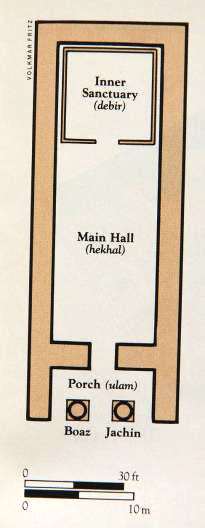 VOLKMAR FRITZ
Inner
Sanctuary
(debir)
Main Hall
(hekhal)
Porch (ulam)
Boaz Jachin
0 30 ft
0 10 m